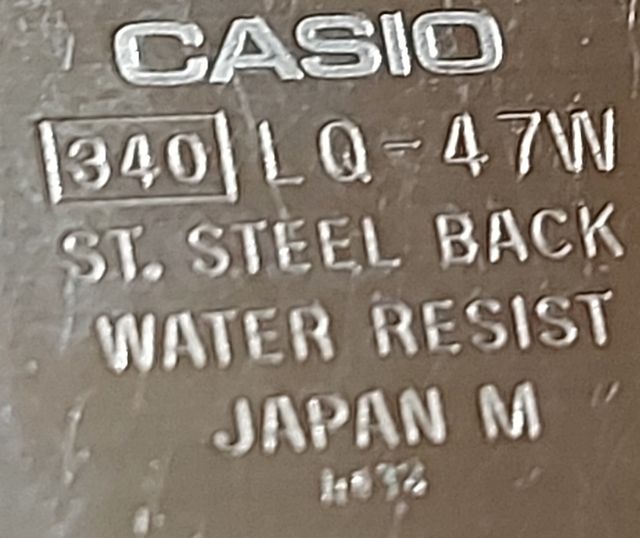 CASIO
340 LQ-47W
ST. STEEL BACK
WATER RESIST
JAPAN M